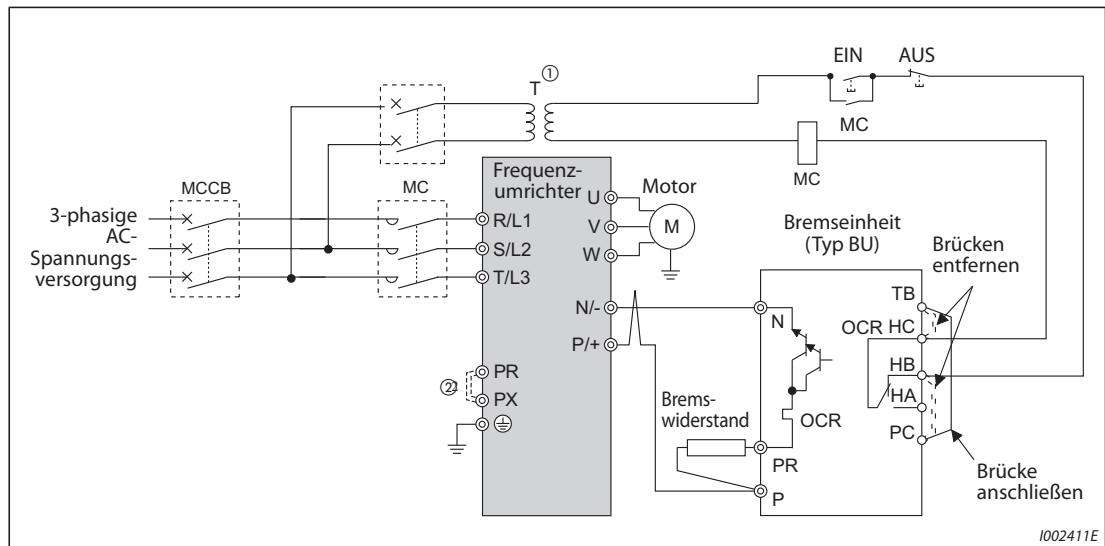 EIN
AUS
T ①
MC
MC
MCCB
MC
3-phasige
AC-
Spannungs-
versorgung
Frequenz-
umrichter
R/L1
S/L2
T/L3
U
V
W
Motor
M
N/-
P/+
②
PR
PX
Bremseinheit
(Typ BU)
Brücken
entfernen
TB
HC
OCR
HB
HA
PC
N
OCR
Brems-
widerstand
PR
P
Brücke
anschließen
I002411E